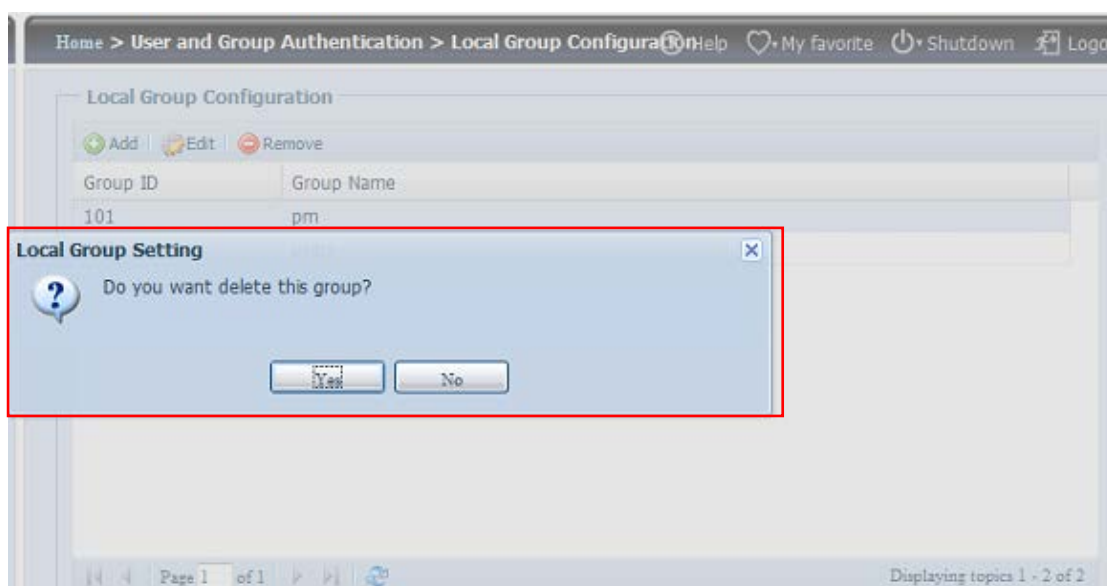 Home > User and Group Authentication > Local Group Configuration Help My favorite Shutdown Logo
Local Group Configuration
Add Edit Remove
Group ID Group Name
101 pm
Local Group Setting
Do you want delete this group?
Yes No
Page 1 of 1 Displaying topics 1 - 2 of 2